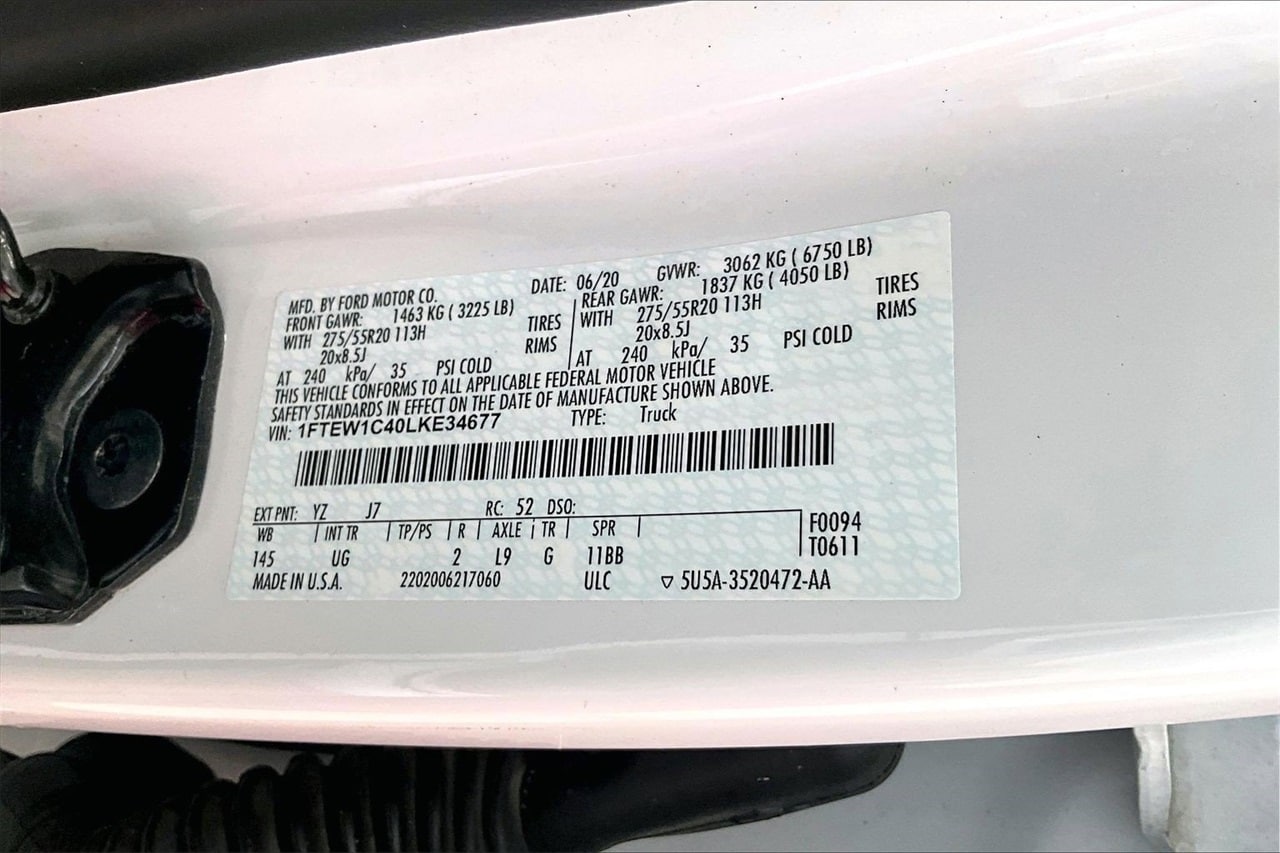 MFD. BY FORD MOTOR CO. DATE: 06/20 GVWR: 3062 KG ( 6750 LB)
FRONT GAWR: 1463 KG ( 3225 LB) REAR GAWR: 1837 KG ( 4050 LB)
WITH 275/55R20 113H TIRES WITH 275/55R20 113H TIRES
20x8.5J RIMS 20x8.5J RIMS
AT 240 kPa/ 35 PSI COLD AT 240 kPa/ 35 PSI COLD
THIS VEHICLE CONFORMS TO ALL APPLICABLE FEDERAL MOTOR VEHICLE
SAFETY STANDARDS IN EFFECT ON THE DATE OF MANUFACTURE SHOWN ABOVE.
VIN: 1FTEW1C40LKE34677 TYPE: Truck
EXT PNT: YZ J7 RC: 52 DSO:
WB INT TR TP/PS R AXLE TR SPR F0094
145 UG 2 L9 G 11BB T0611
MADE IN U.S.A. 2202006217060 ULC ▽ 5U5A-3520472-AA